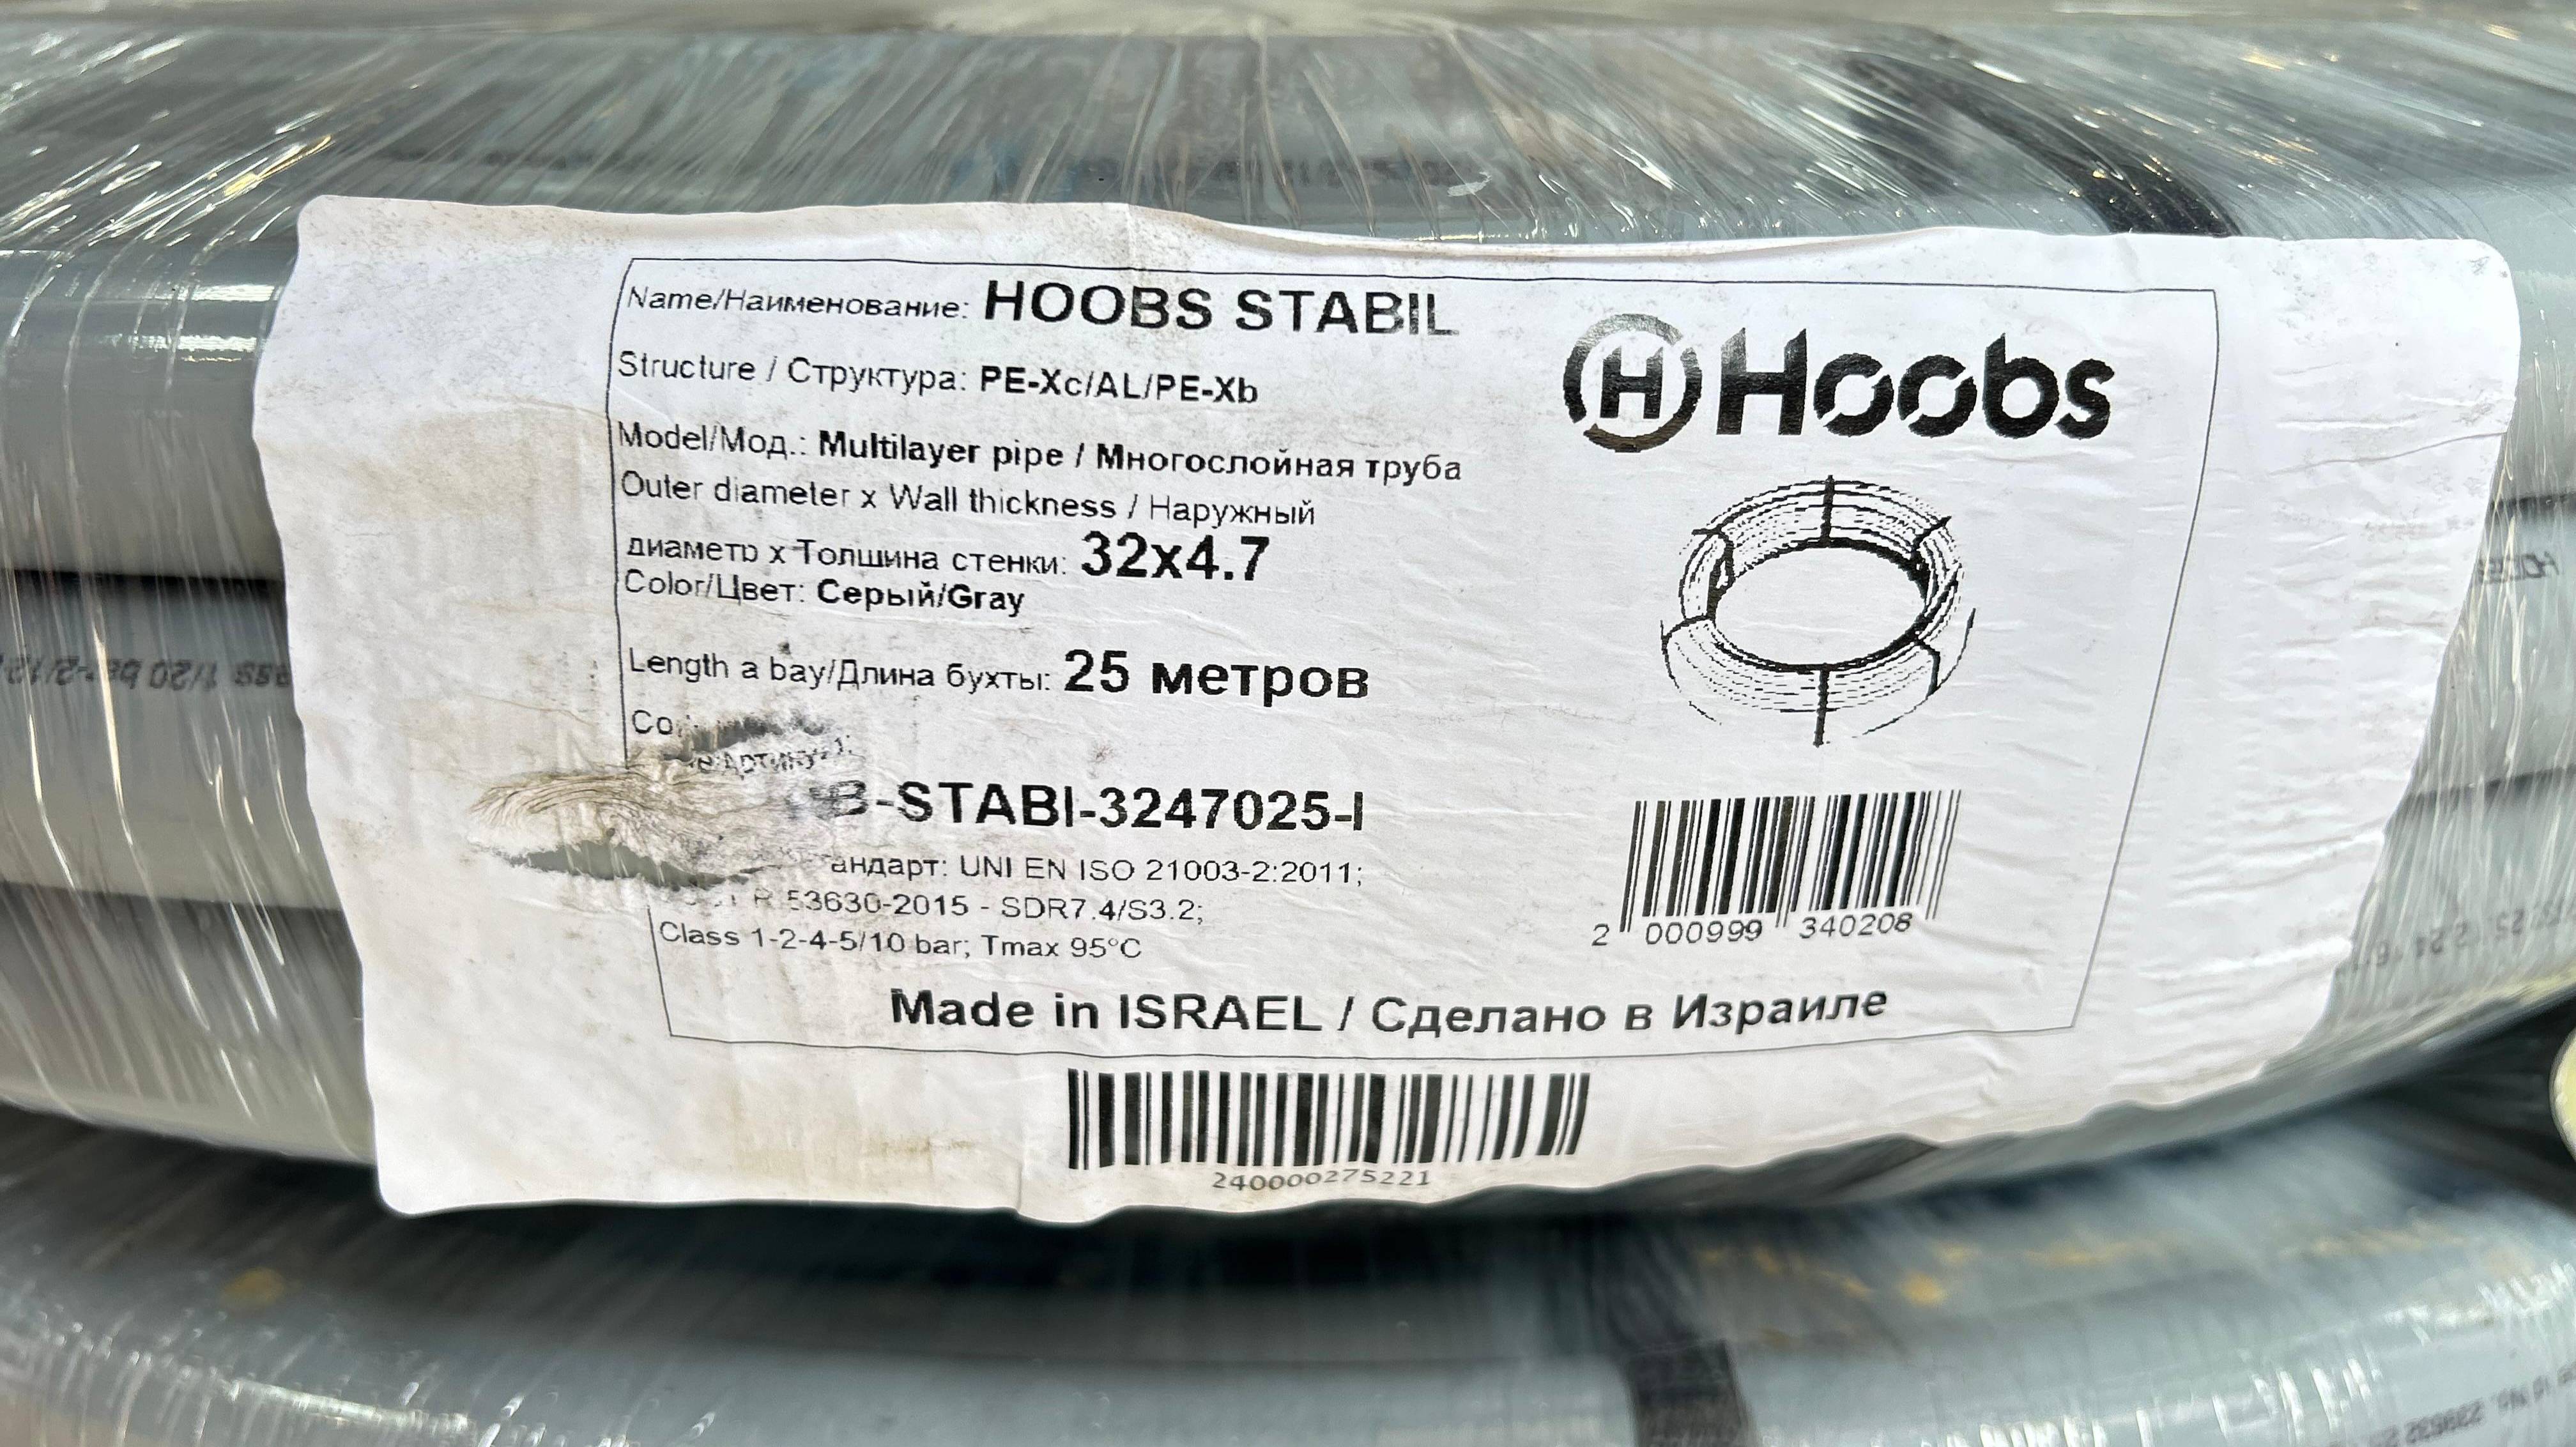 Name/Наименование: HOOBS STABIL
Structure / Структура: PE-Xc/AL/PE-Xb
Hoobs
Model/Мод.: Multilayer pipe / Многослойная труба
Outer diameter x Wall thickness / Наружный
диаметр х Толщина стенки: 32x4.7
Color/Цвет: Серый/Gray
Length a bay/Длина бухты: 25 метров
B-STABI-3247025-I
UNI EN ISO 21003-2:2011;
R 53630-2015 - SDR7.4/S3.2;
Class 1-2-4-5/10 bar; Tmax 95°C
2 000999 340208
Made in ISRAEL / Сделано в Израиле
240000275221